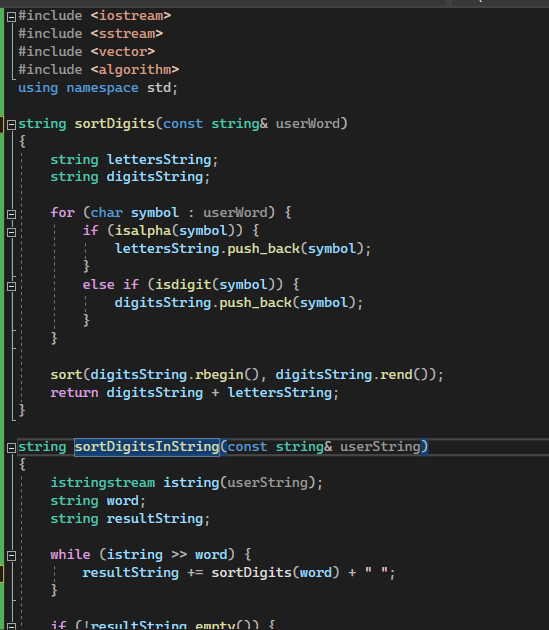 #include <iostream>
#include <sstream>
#include <vector>
#include <algorithm>
using namespace std;
string sortDigits(const string& userWord)
{
string lettersString;
string digitsString;
for (char symbol : userWord) {
if (isalpha(symbol)) {
lettersString.push_back(symbol);
}
else if (isdigit(symbol)) {
digitsString.push_back(symbol);
}
}
sort(digitsString.rbegin(), digitsString.rend());
return digitsString + lettersString;
}
string sortDigitsInString(const string& userString)
{
istringstream istring(userString);
string word;
string resultString;
while (istring >> word) {
resultString += sortDigits(word) + " ";
}
if (!resultString.empty()) {